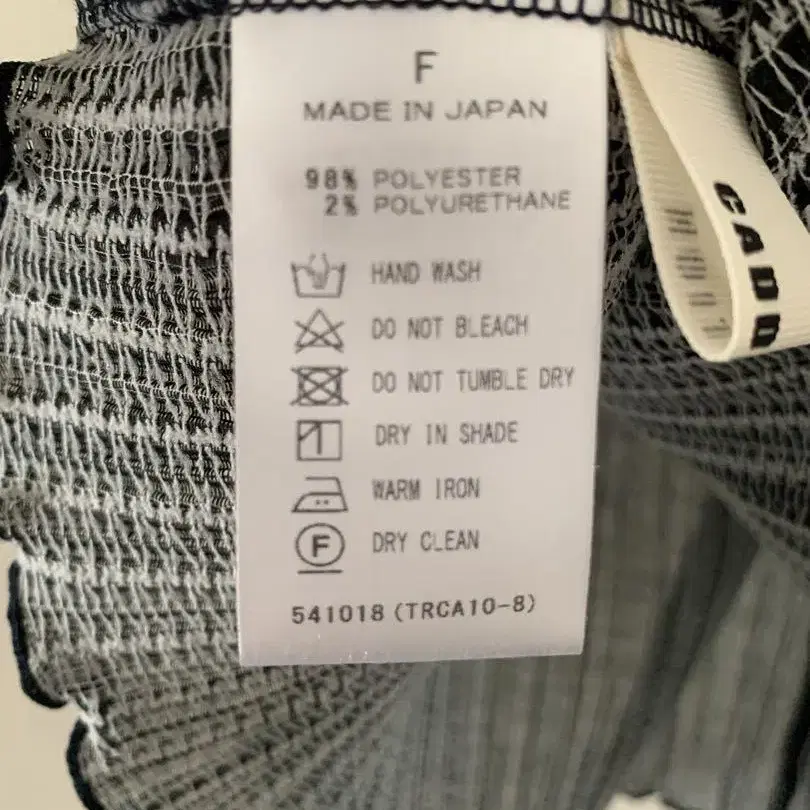 F
MADE IN JAPAN
98% POLYESTER
2% POLYURETHANE
HAND WASH
DO NOT BLEACH
DO NOT TUMBLE DRY
DRY IN SHADE
WARM IRON
F DRY CLEAN
541018 (TRCA10-8)